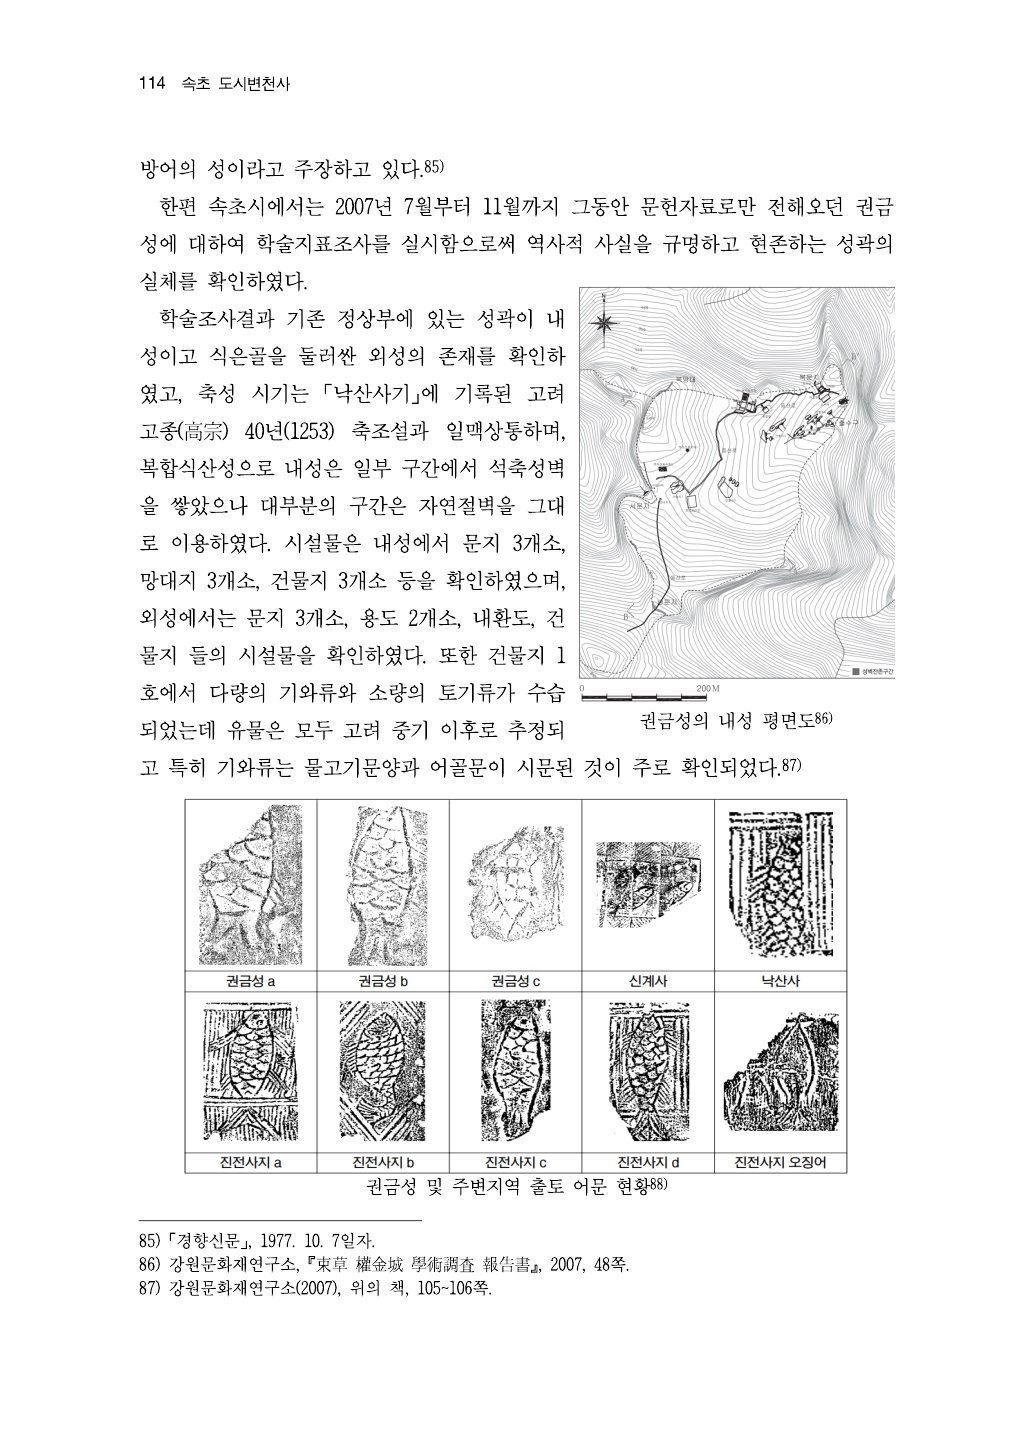 114 속초 도시변천사
방어의 성이라고 주장하고 있다.85)
한편 속초시에서는 2007년 7월부터 11월까지 그동안 문헌자료로만 전해오던 권금
성에 대하여 학술지표조사를 실시함으로써 역사적 사실을 규명하고 현존하는 성곽의
실체를 확인하였다.
학술조사결과 기존 정상부에 있는 성곽이 내
성이고 식은골을 둘러싼 외성의 존재를 확인하
였고, 축성 시기는 「낙산사기」에 기록된 고려
고종(高宗) 40년(1253) 축조설과 일맥상통하며,
복합식산성으로 내성은 일부 구간에서 석축성벽
을 쌓았으나 대부분의 구간은 자연절벽을 그대
로 이용하였다. 시설물은 내성에서 문지 3개소,
망대지 3개소, 건물지 3개소 등을 확인하였으며,
외성에서는 문지 3개소, 용도 2개소, 내환도, 건
물지 들의 시설물을 확인하였다. 또한 건물지 1
호에서 다량의 기와류와 소량의 토기류가 수습
되었는데 유물은 모두 고려 중기 이후로 추정되
고 특히 기와류는 물고기문양과 어골문이 시문된 것이 주로 확인되었다.87)
N
북망대
북문지
출수구
서문지
등산로
성벽잔존구간
0 200M
권금성의 내성 평면도86)
권금성 a 권금성 b 권금성 c 신계사 낙산사
진전사지 a 진전사지 b 진전사지 c 진전사지 d 진전사지 오징어
권금성 및 주변지역 출토 어문 현황88)
85) 「경향신문」, 1977. 10. 7일자.
86) 강원문화재연구소, 『束草 權金城 學術調査 報告書』, 2007, 48쪽.
87) 강원문화재연구소(2007), 위의 책, 105~106쪽.